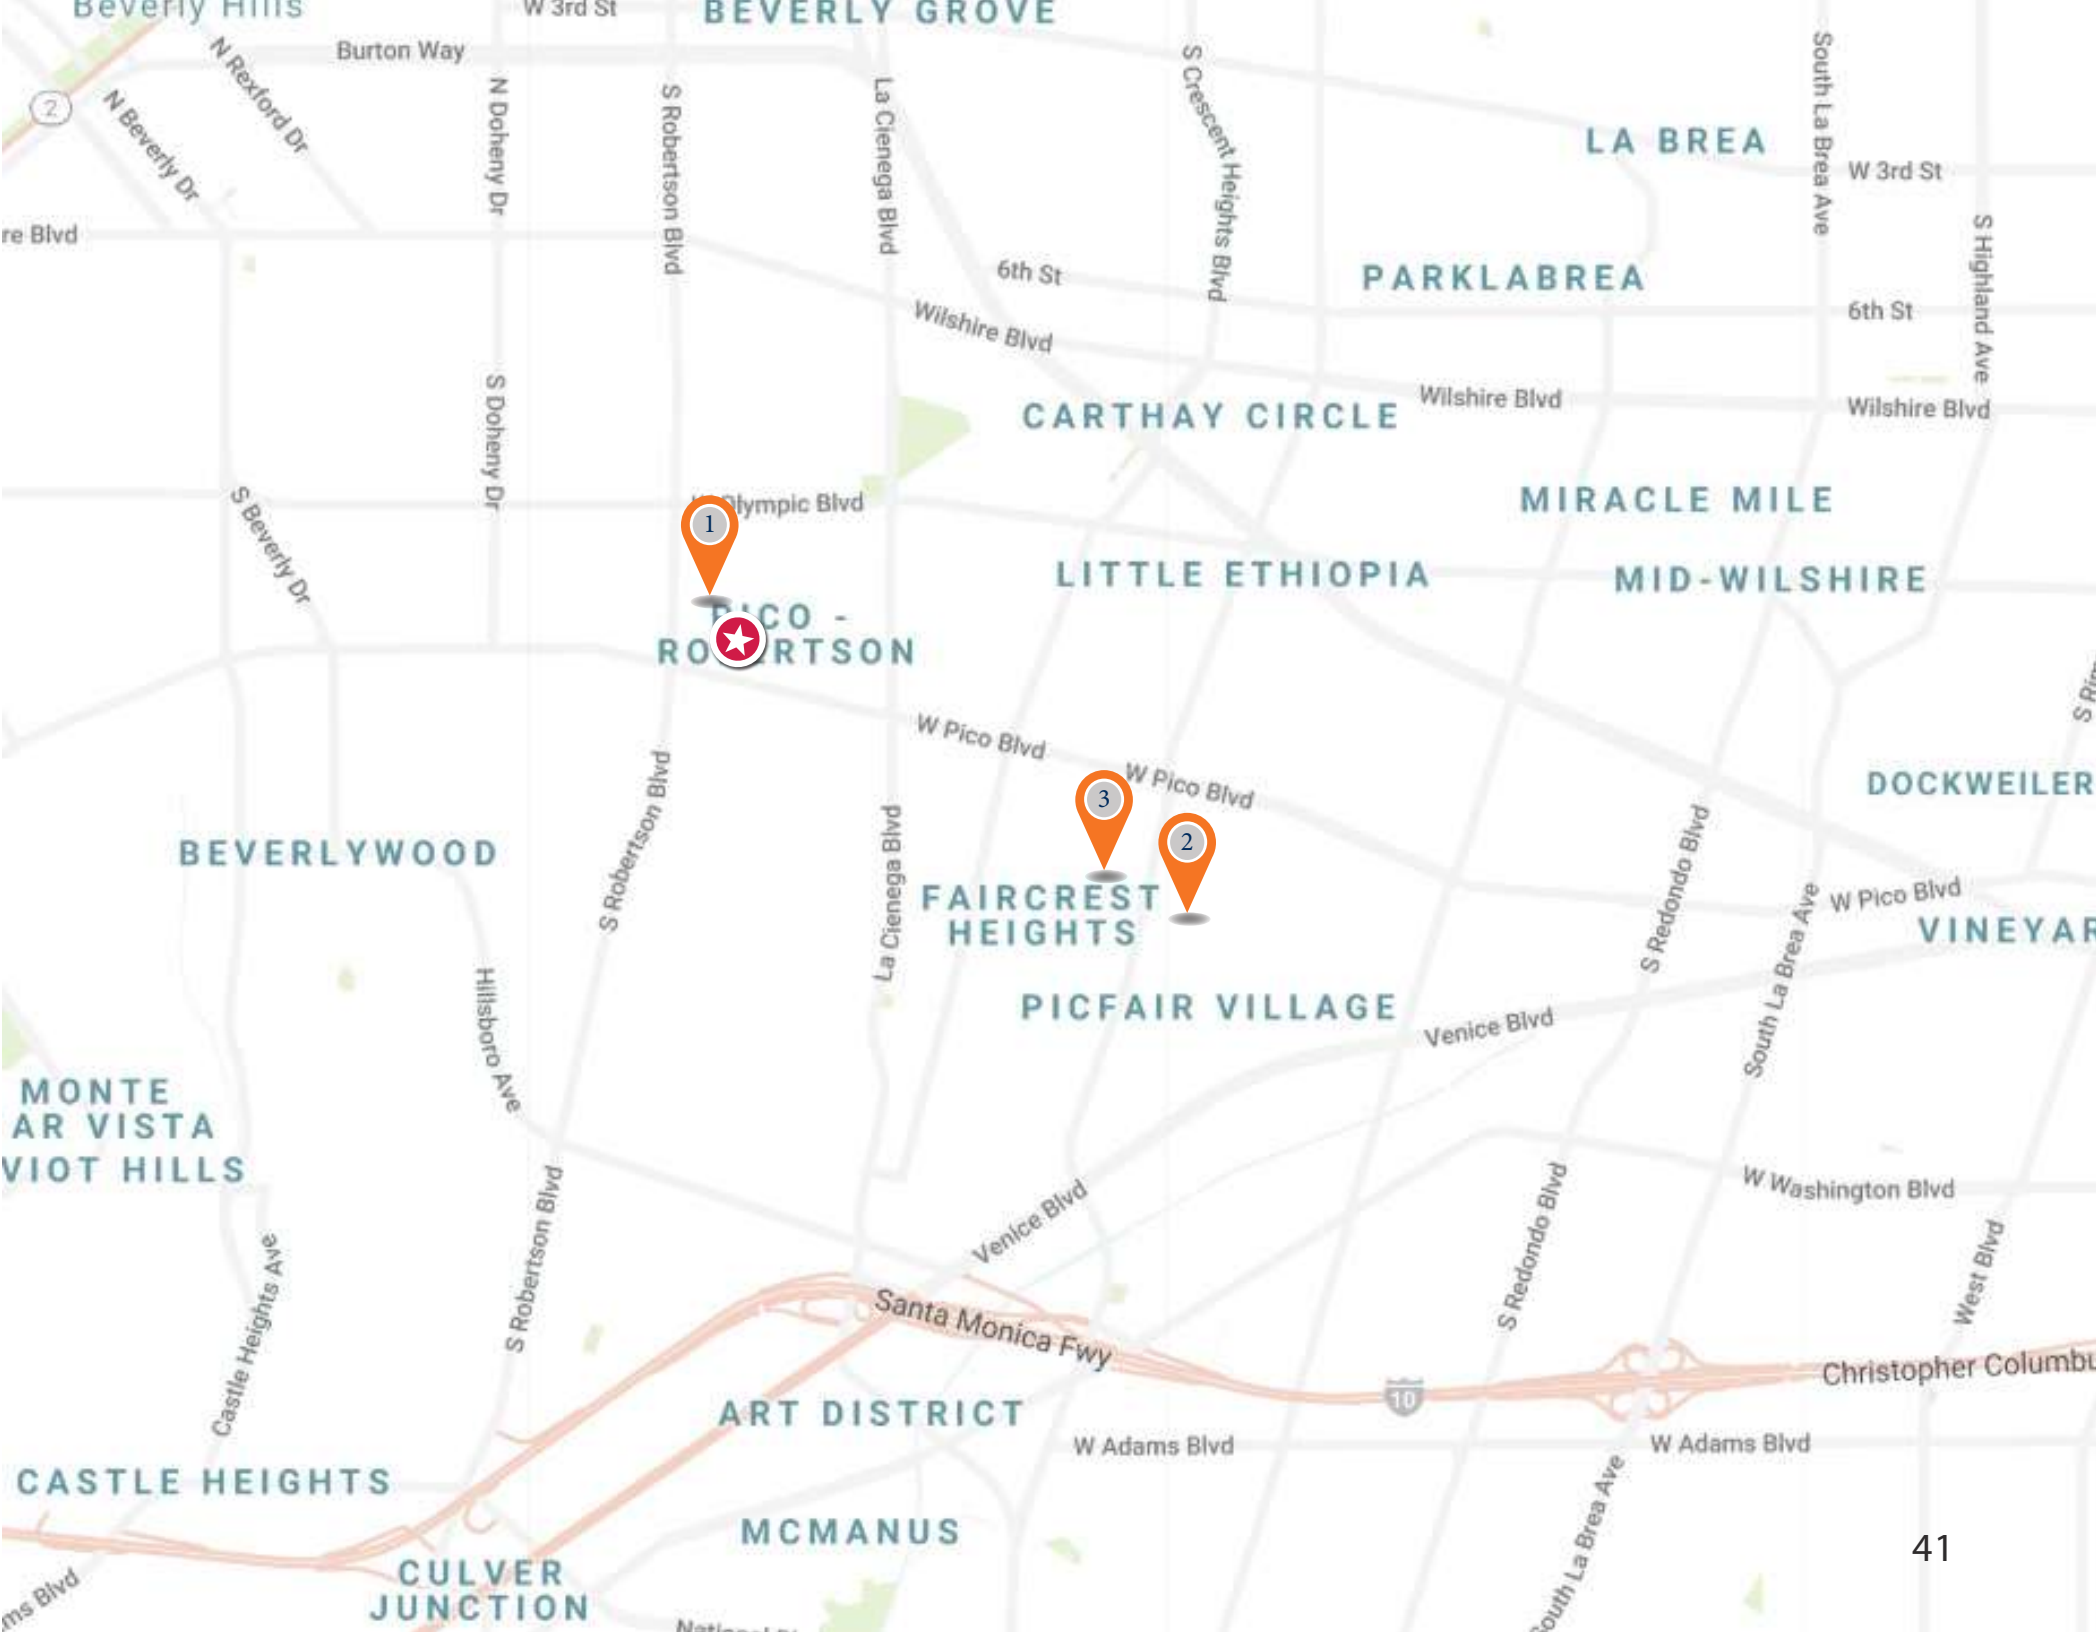 Beverly Hills
W 3rd St
BEVERLY GROVE
Burton Way
N Rexford Dr
N Beverly Dr
2
N Doheny Dr
S Robertson Blvd
La Cienega Blvd
S Crescent Heights Blvd
South La Brea Ave
LA BREA
W 3rd St
re Blvd
6th St
PARKLABREA
S Highland Ave
6th St
Wilshire Blvd
S Doheny Dr
CARTHAY CIRCLE
Wilshire Blvd
Wilshire Blvd
S Beverly Dr
Olympic Blvd
MIRACLE MILE
1
LITTLE ETHIOPIA
MID-WILSHIRE
PICO -
ROBERTSON
W Pico Blvd
W Pico Blvd
DOCKWEILER
S Robertson Blvd
La Cienega Blvd
3
2
S Redondo Blvd
BEVERLYWOOD
FAIRCREST
HEIGHTS
W Pico Blvd
VINEYAR
South La Brea Ave
Hillsboro Ave
PICFAIR VILLAGE
Venice Blvd
MONTE
AR VISTA
VIOT HILLS
W Washington Blvd
Venice Blvd
S Robertson Blvd
S Redondo Blvd
West Blvd
Castle Heights Ave
Santa Monica Fwy
10
Christopher Columbu
ART DISTRICT
W Adams Blvd
W Adams Blvd
CASTLE HEIGHTS
South La Brea Ave
MCMANUS
41
CULVER
JUNCTION
ms Blvd